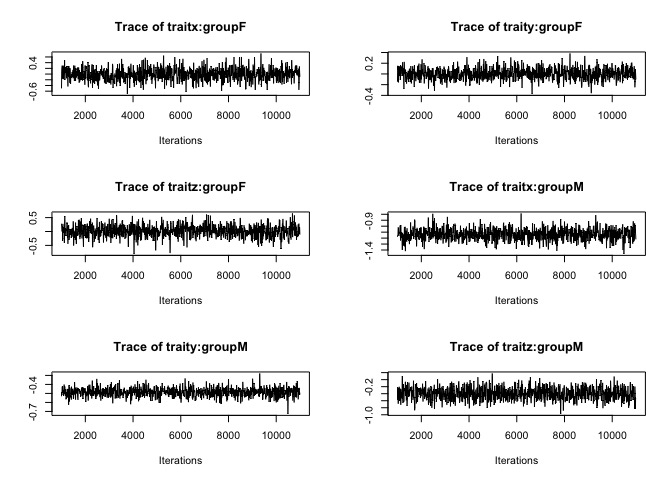 Trace of traitx:groupF
0.4
-0.6
2000 4000 6000 8000 10000
Iterations
Trace of traity:groupF
0.2
-0.4
2000 4000 6000 8000 10000
Iterations
Trace of traitz:groupF
0.5
-0.5
2000 4000 6000 8000 10000
Iterations
Trace of traitx:groupM
-0.9
-1.4
2000 4000 6000 8000 10000
Iterations
Trace of traity:groupM
-0.4
-0.7
2000 4000 6000 8000 10000
Iterations
Trace of traitz:groupM
-0.2
-1.0
2000 4000 6000 8000 10000
Iterations